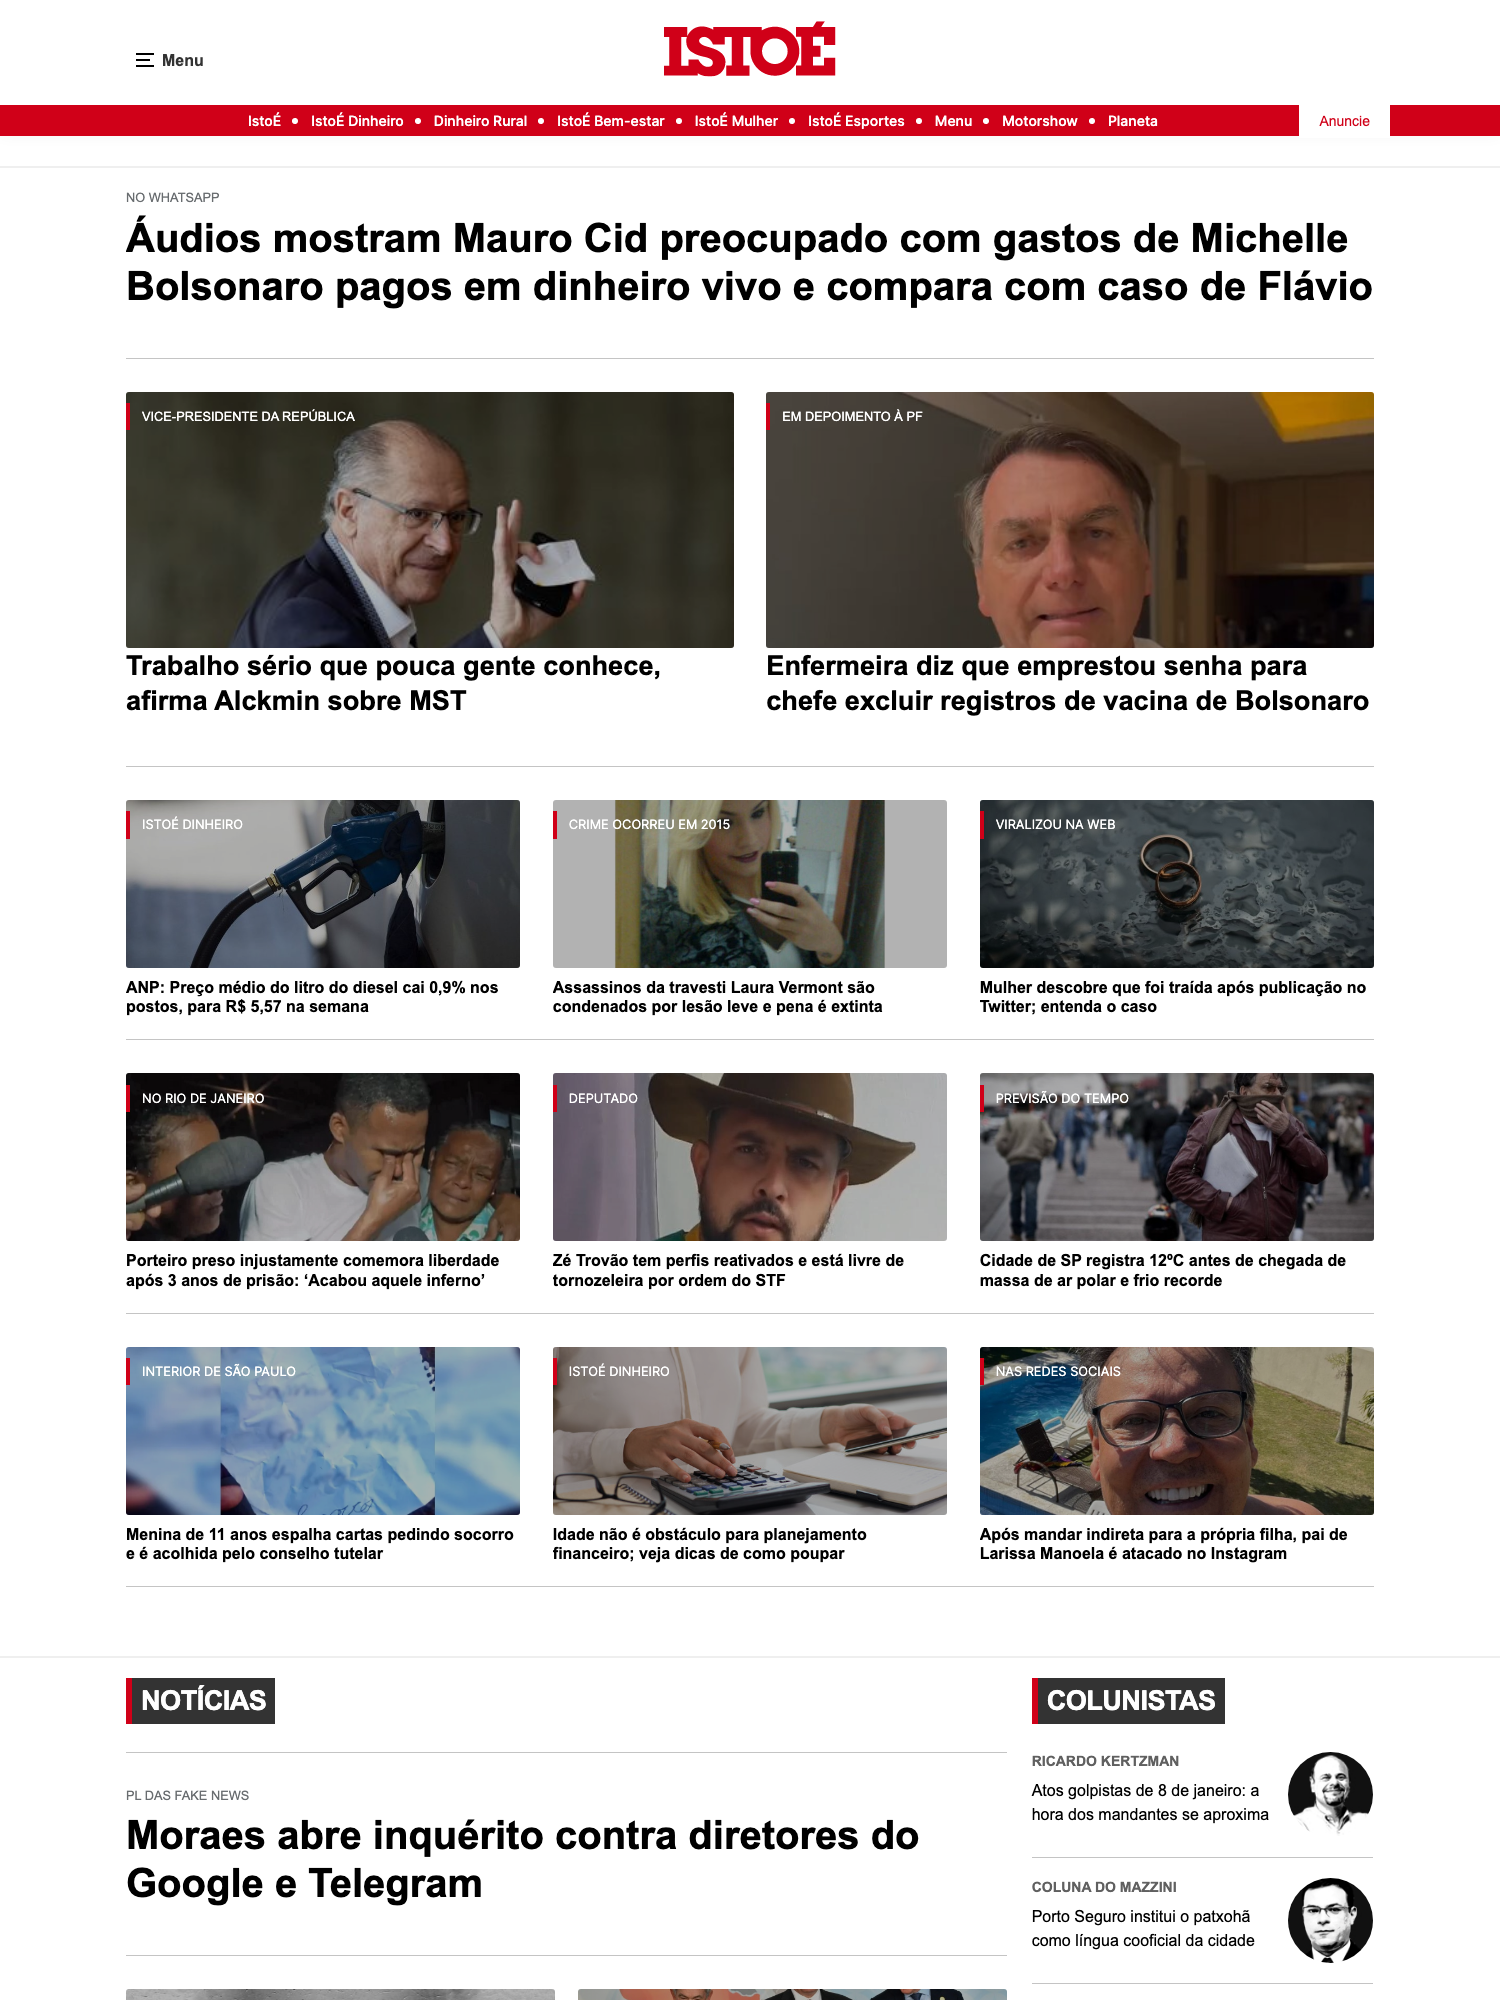 Menu
ISTOÉ
IstoÉ • IstoÉ Dinheiro • Dinheiro Rural • IstoÉ Bem-estar • IstoÉ Mulher • IstoÉ Esportes • Menu • Motorshow • Planeta
Anuncie
NO WHATSAPP
Áudios mostram Mauro Cid preocupado com gastos de Michelle
Bolsonaro pagos em dinheiro vivo e compara com caso de Flávio
VICE-PRESIDENTE DA REPÚBLICA
Trabalho sério que pouca gente conhece,
afirma Alckmin sobre MST
EM DEPOIMENTO À PF
Enfermeira diz que emprestou senha para
chefe excluir registros de vacina de Bolsonaro
ISTOÉ DINHEIRO
ANP: Preço médio do litro do diesel cai 0,9% nos
postos, para R$ 5,57 na semana
CRIME OCORREU EM 2015
Assassinos da travesti Laura Vermont são
condenados por lesão leve e pena é extinta
VIRALIZOU NA WEB
Mulher descobre que foi traída após publicação no
Twitter; entenda o caso
NO RIO DE JANEIRO
Porteiro preso injustamente comemora liberdade
após 3 anos de prisão: ‘Acabou aquele inferno’
DEPUTADO
Zé Trovão tem perfis reativados e está livre de
tornozeleira por ordem do STF
PREVISÃO DO TEMPO
Cidade de SP registra 12ºC antes de chegada de
massa de ar polar e frio recorde
INTERIOR DE SÃO PAULO
Menina de 11 anos espalha cartas pedindo socorro
e é acolhida pelo conselho tutelar
ISTOÉ DINHEIRO
Idade não é obstáculo para planejamento
financeiro; veja dicas de como poupar
NAS REDES SOCIAIS
Após mandar indireta para a própria filha, pai de
Larissa Manoela é atacado no Instagram
NOTÍCIAS
PL DAS FAKE NEWS
Moraes abre inquérito contra diretores do
Google e Telegram
COLUNISTAS
RICARDO KERTZMAN
Atos golpistas de 8 de janeiro: a
hora dos mandantes se aproxima
COLUNA DO MAZZINI
Porto Seguro institui o patxohã
como língua cooficial da cidade